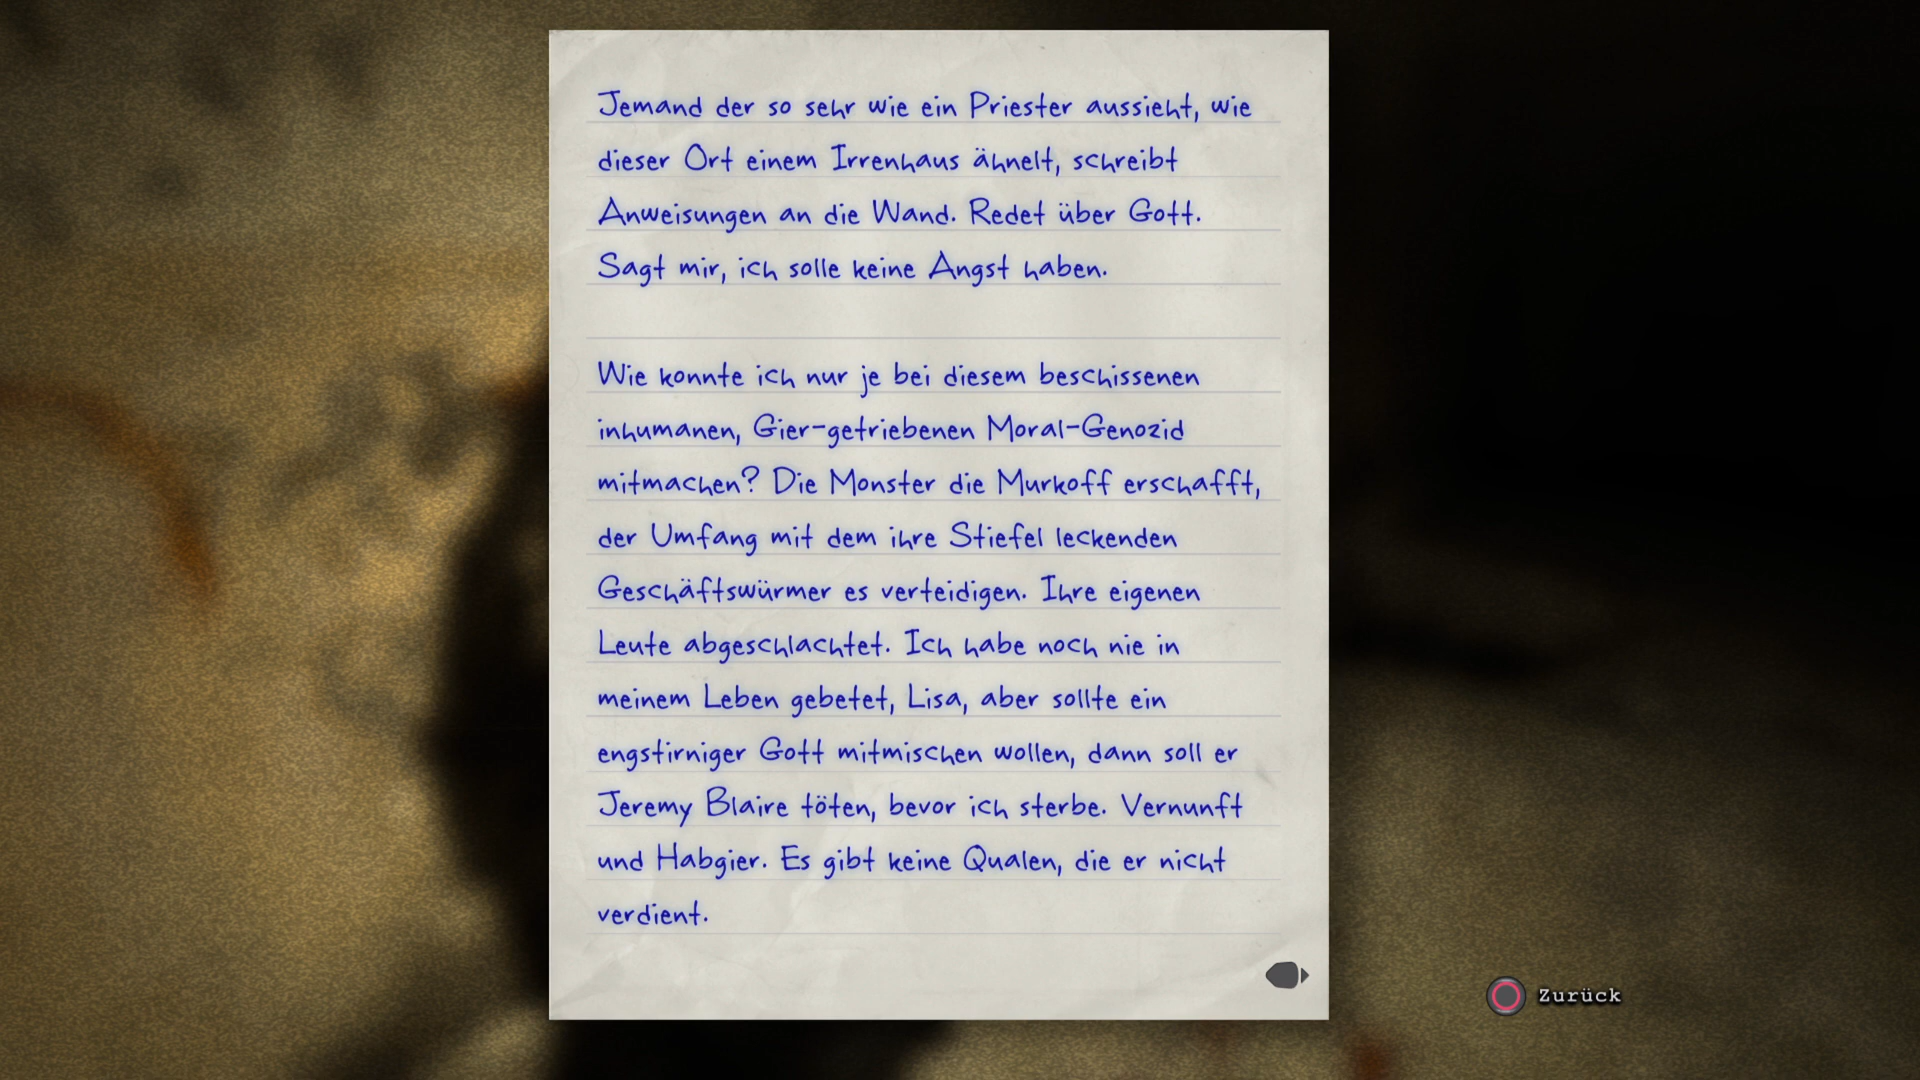 Jemand der so sehr wie ein Priester aussieht, wie
dieser Ort einem Irrenhaus ähnelt, schreibt
Anweisungen an die Wand. Redet über Gott.
Sagt mir, ich solle keine Angst haben.
Wie konnte ich nur je bei diesem beschissenen
inhumanen, Gier-getriebenen Moral-Genozid
mitmachen? Die Monster die Murkoff erschafft,
der Umfang mit dem ihre Stiefel leckenden
Geschäftswürmer es verteidigen. Ihre eigenen
Leute abgeschlachtet. Ich habe noch nie in
meinem Leben gebetet, Lisa, aber sollte ein
engstirniger Gott mitmischen wollen, dann soll er
Jeremy Blaire töten, bevor ich sterbe. Vernunft
und Habgier. Es gibt keine Qualen, die er nicht
verdient.
Zurück